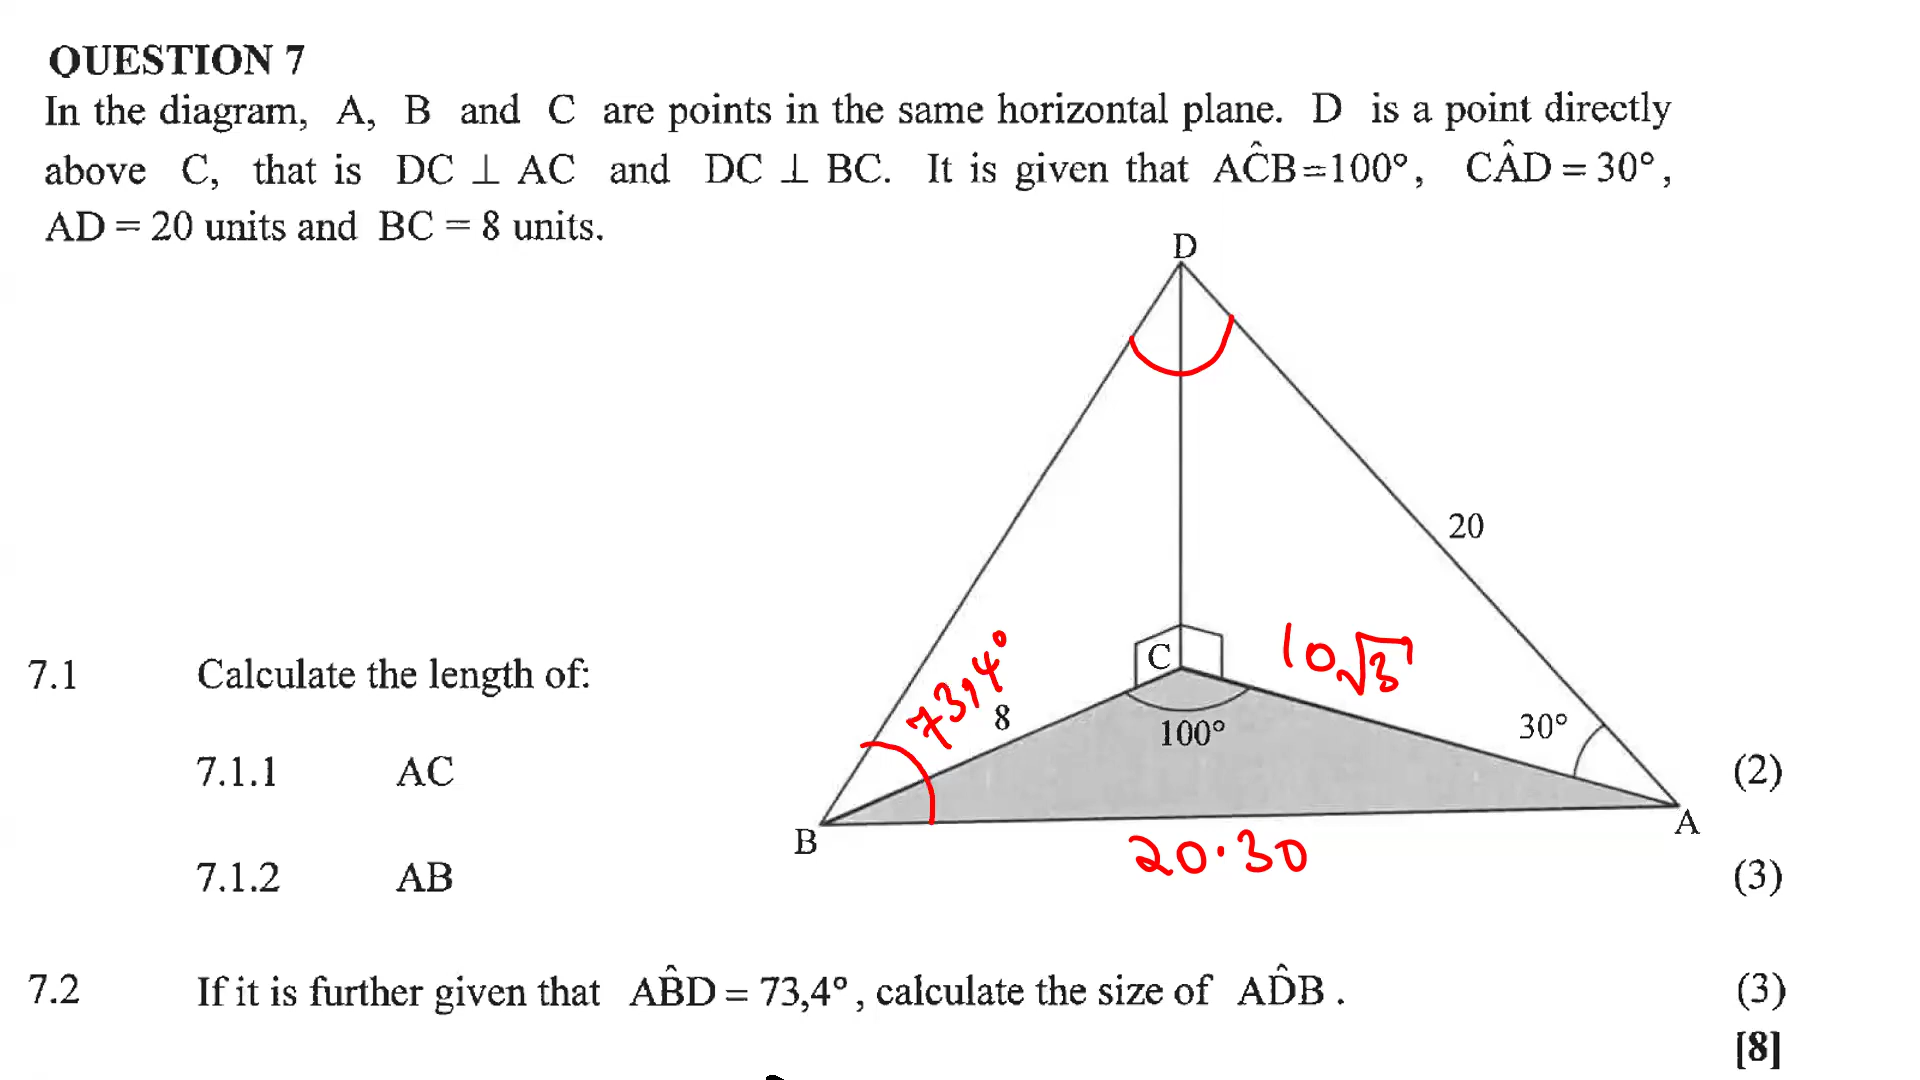 QUESTION 7
In the diagram, A, B and C are points in the same horizontal plane. D is a point directly
above C, that is DC ⊥ AC and DC ⊥ BC. It is given that AĈB=100°, CÂD = 30°,
AD = 20 units and BC = 8 units.
D
20
7.1 Calculate the length of:
C
10√3
73,4°
8
100°
30°
7.1.1 AC (2)
B
A
20.30
7.1.2 AB (3)
7.2 If it is further given that AB̂D = 73,4°, calculate the size of AD̂B. (3)
[8]